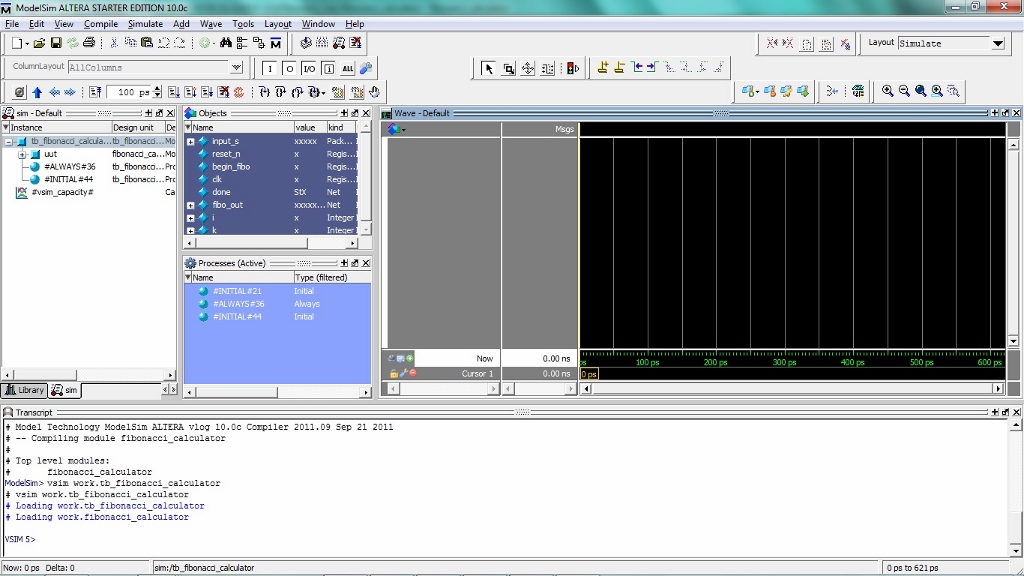 ModelSim ALTERA STARTER EDITION 10.0c
File Edit View Compile Simulate Add Wave Tools Layout Window Help
Layout Simulate
ColumnLayout AllColumns
I O I/O ALL
100 ps
sim - Default
Instance Design unit De
tb_fibonacci_calcula... tb_fibonacci... Mo
uut fibonacci_ca... Mo
#ALWAYS#36 tb_fibonacci... Pro
#INITIAL#44 tb_fibonacci... Pro
#vsim_capacity# Ca
Library sim
Objects
Name value kind
input_s xxxxx Pack...
reset_n x Regis...
begin_fibo x Regis...
clk x Regis...
done StX Net
fibo_out xxxxx... Net
i x Integer
k x Integer
Processes (Active)
Name Type (filtered)
#INITIAL#21 Initial
#ALWAYS#36 Always
#INITIAL#44 Initial
Wave - Default
Msgs
Now 0.00 ns
Cursor 1 0.00 ns
ps 100 ps 200 ps 300 ps 400 ps 500 ps 600 ps
0 ps
Transcript
# Model Technology ModelSim ALTERA vlog 10.0c Compiler 2011.09 Sep 21 2011
# -- Compiling module fibonacci_calculator
#
# Top level modules:
# fibonacci_calculator
ModelSim> vsim work.tb_fibonacci_calculator
# vsim work.tb_fibonacci_calculator
# Loading work.tb_fibonacci_calculator
# Loading work.fibonacci_calculator
VSIM 5>
Now: 0 ps Delta: 0 sim:/tb_fibonacci_calculator 0 ps to 621 ps